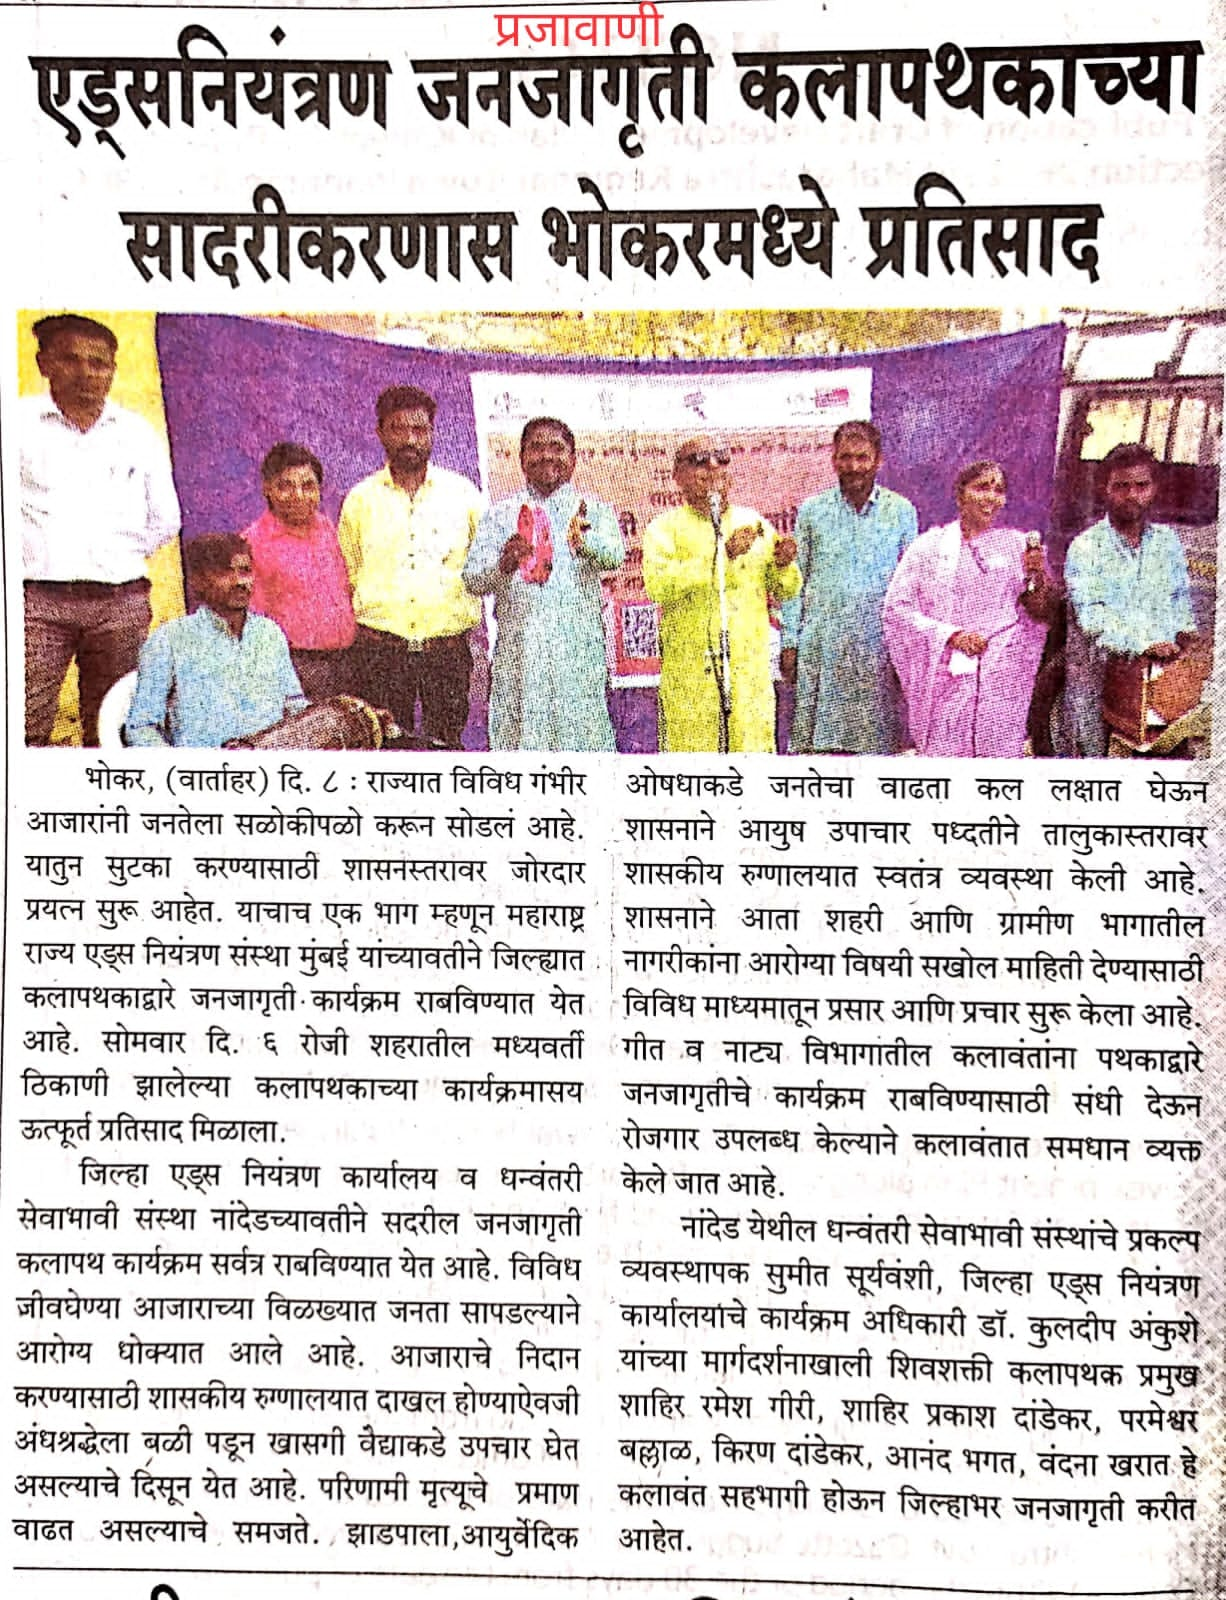 प्रजावाणी
एड्सनियंत्रण जनजागृती कलापथकाच्या
सादरीकरणास भोकरमध्ये प्रतिसाद
भोकर, (वार्ताहर) दि. ८ : राज्यात विविध गंभीर
आजारांनी जनतेला सळोकीपळो करून सोडलं आहे.
यातुन सुटका करण्यासाठी शासनस्तरावर जोरदार
प्रयत्न सुरू आहेत. याचाच एक भाग म्हणून महाराष्ट्र
राज्य एड्स नियंत्रण संस्था मुंबई यांच्यावतीने जिल्ह्यात
कलापथकाद्वारे जनजागृती कार्यक्रम राबविण्यात येत
आहे. सोमवार दि. ६ रोजी शहरातील मध्यवर्ती
ठिकाणी झालेल्या कलापथकाच्या कार्यक्रमासय
ऊत्फूर्त प्रतिसाद मिळाला.
जिल्हा एड्स नियंत्रण कार्यालय व धन्वंतरी
सेवाभावी संस्था नांदेडच्यावतीने सदरील जनजागृती
कलापथ कार्यक्रम सर्वत्र राबविण्यात येत आहे. विविध
जीवघेण्या आजाराच्या विळख्यात जनता सापडल्याने
आरोग्य धोक्यात आले आहे. आजाराचे निदान
करण्यासाठी शासकीय रुग्णालयात दाखल होण्याऐवजी
अंधश्रद्धेला बळी पडून खासगी वैद्याकडे उपचार घेत
असल्याचे दिसून येत आहे. परिणामी मृत्यूचे प्रमाण
वाढत असल्याचे समजते. झाडपाला,आयुर्वेदिक
ओषधाकडे जनतेचा वाढता कल लक्षात घेऊन
शासनाने आयुष उपाचार पध्दतीने तालुकास्तरावर
शासकीय रुग्णालयात स्वतंत्र व्यवस्था केली आहे.
शासनाने आता शहरी आणि ग्रामीण भागातील
नागरीकांना आरोग्या विषयी सखोल माहिती देण्यासाठी
विविध माध्यमातून प्रसार आणि प्रचार सुरू केला आहे.
गीत व नाट्य विभागातील कलावंतांना पथकाद्वारे
जनजागृतीचे कार्यक्रम राबविण्यासाठी संधी देऊन
रोजगार उपलब्ध केल्याने कलावंतात समधान व्यक्त
केले जात आहे.
नांदेड येथील धन्वंतरी सेवाभावी संस्थांचे प्रकल्प
व्यवस्थापक सुमीत सूर्यवंशी, जिल्हा एड्स नियंत्रण
कार्यालयाचे कार्यक्रम अधिकारी डॉ. कुलदीप अंकुशे
यांच्या मार्गदर्शनाखाली शिवशक्ती कलापथक प्रमुख
शाहिर रमेश गीरी, शाहिर प्रकाश दांडेकर, परमेश्वर
बल्लाळ, किरण दांडेकर, आनंद भगत, वंदना खरात हे
कलावंत सहभागी होऊन जिल्हाभर जनजागृती करीत
आहेत.